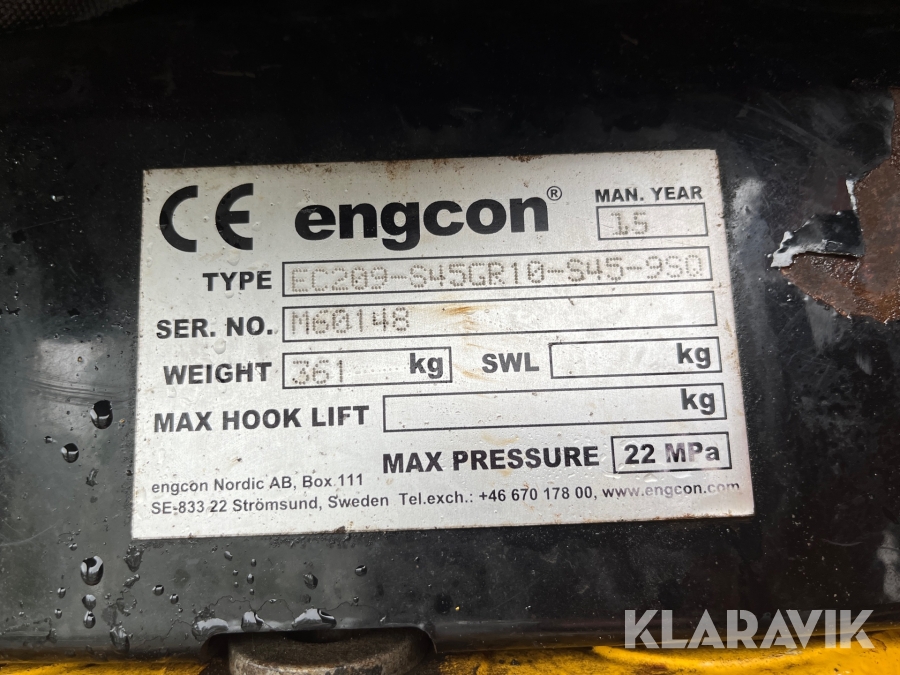 CE engcon® MAN. YEAR
15
TYPE EC209-S45GR10-S45-9SO
SER. NO. M60148
WEIGHT 361 kg SWL kg
MAX HOOK LIFT kg
MAX PRESSURE 22 MPa
engcon Nordic AB, Box 111
SE-833 22 Strömsund, Sweden Tel.exch.: +46 670 178 00, www.engcon.com
KLARAVIK